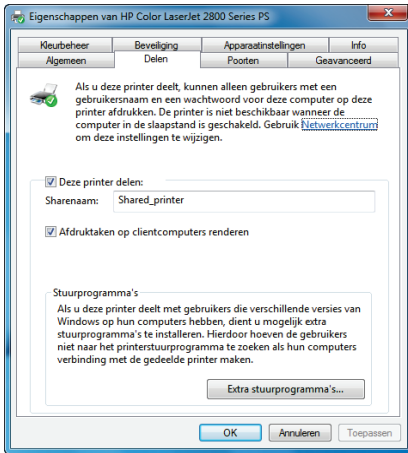 Eigenschappen van HP Color LaserJet 2800 Series PS
Kleurbeheer Beveiliging Apparaatinstellingen Info
Algemeen Delen Poorten Geavanceerd
Als u deze printer deelt, kunnen alleen gebruikers met een
gebruikersnaam en een wachtwoord voor deze computer op deze
printer afdrukken. De printer is niet beschikbaar wanneer de
computer in de slaapstand is geschakeld. Gebruik Netwerkcentrum
om deze instellingen te wijzigen.
Deze printer delen:
Sharenaam: Shared_printer
Afdruktaken op clientcomputers renderen
Stuurprogramma's
Als u deze printer deelt met gebruikers die verschillende versies van
Windows op hun computers hebben, dient u mogelijk extra
stuurprogramma's te installeren. Hierdoor hoeven de gebruikers
niet naar het printerstuurprogramma te zoeken als hun computers
verbinding met de gedeelde printer maken.
Extra stuurprogramma's...
OK Annuleren Toepassen